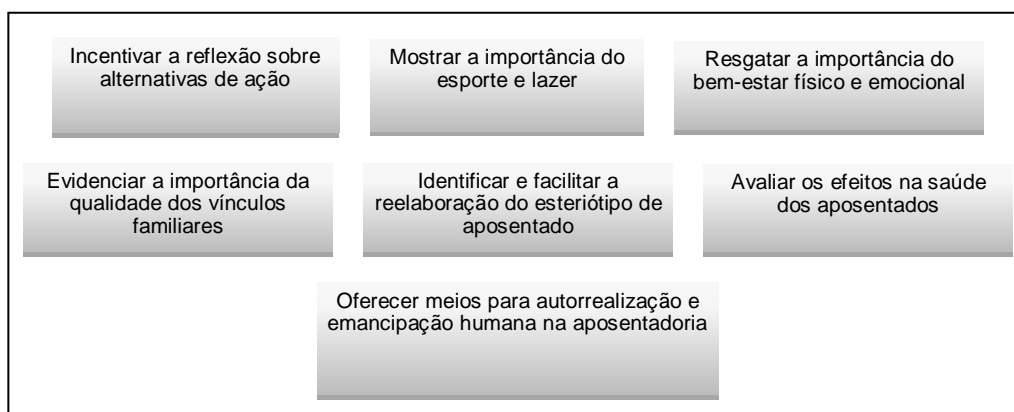 Incentivar a reflexão sobre
alternativas de ação
Mostrar a importância do
esporte e lazer
Resgatar a importância do
bem-estar físico e emocional
Evidenciar a importância da
qualidade dos vínculos
familiares
Identificar e facilitar a
reelaboração do esteriótipo de
aposentado
Avaliar os efeitos na saúde
dos aposentados
Oferecer meios para autorrealização e
emancipação humana na aposentadoria